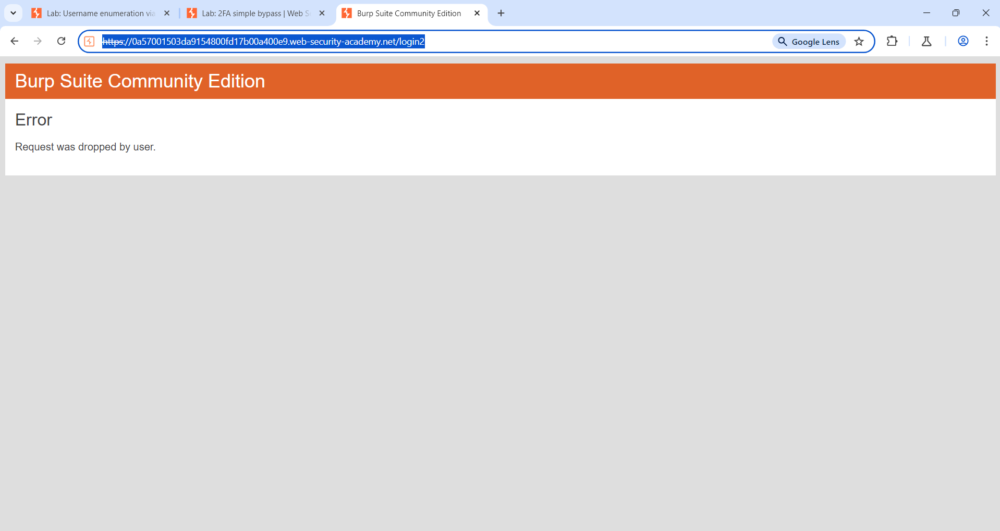 Lab: Username enumeration via
Lab: 2FA simple bypass | Web S
Burp Suite Community Edition
https://0a57001503da9154800fd17b00a400e9.web-security-academy.net/login2
Google Lens
Burp Suite Community Edition
Error
Request was dropped by user.